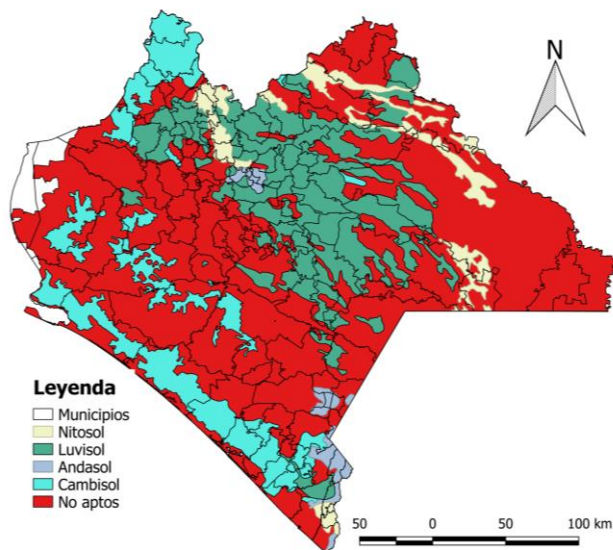 N
Leyenda
Municipios
Nitosol
Luvisol
Andasol
Cambisol
No aptos
50 0 50 100 km